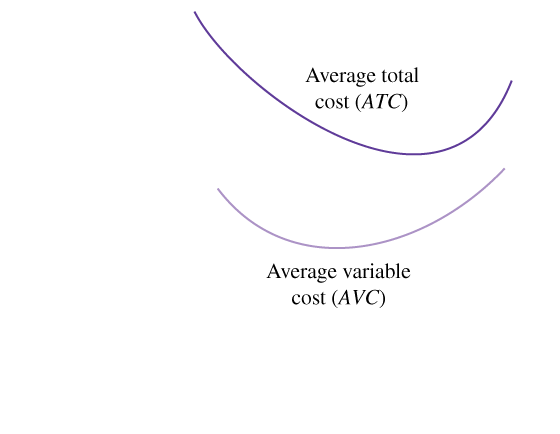 Average total
cost (ATC)
Average variable
cost (AVC)